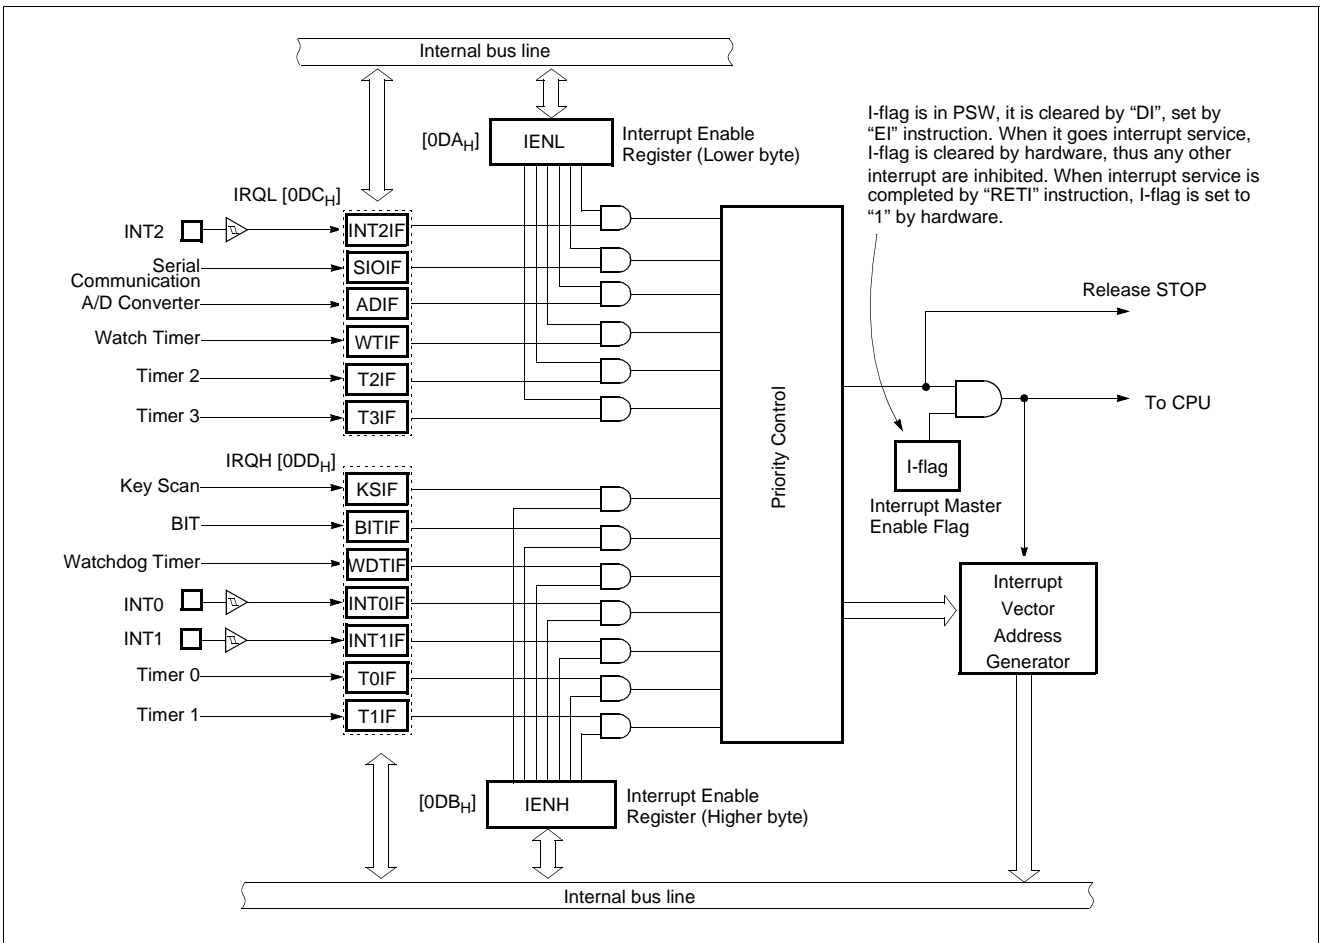 Internal bus line
I-flag is in PSW, it is cleared by “DI”, set by
“EI” instruction. When it goes interrupt service,
I-flag is cleared by hardware, thus any other
interrupt are inhibited. When interrupt service is
completed by “RETI” instruction, I-flag is set to
“1” by hardware.
[0DAH]
IENL
Interrupt Enable
Register (Lower byte)
IRQL [0DCH]
INT2
INT2IF
Serial
Communication
SIOIF
A/D Converter
ADIF
Watch Timer
WTIF
Timer 2
T2IF
Timer 3
T3IF
Priority Control
Release STOP
To CPU
I-flag
Interrupt Master
Enable Flag
IRQH [0DDH]
Key Scan
KSIF
BIT
BITIF
Watchdog Timer
WDTIF
INT0
INT0IF
INT1
INT1IF
Timer 0
T0IF
Timer 1
T1IF
Interrupt
Vector
Address
Generator
[0DBH]
IENH
Interrupt Enable
Register (Higher byte)
Internal bus line